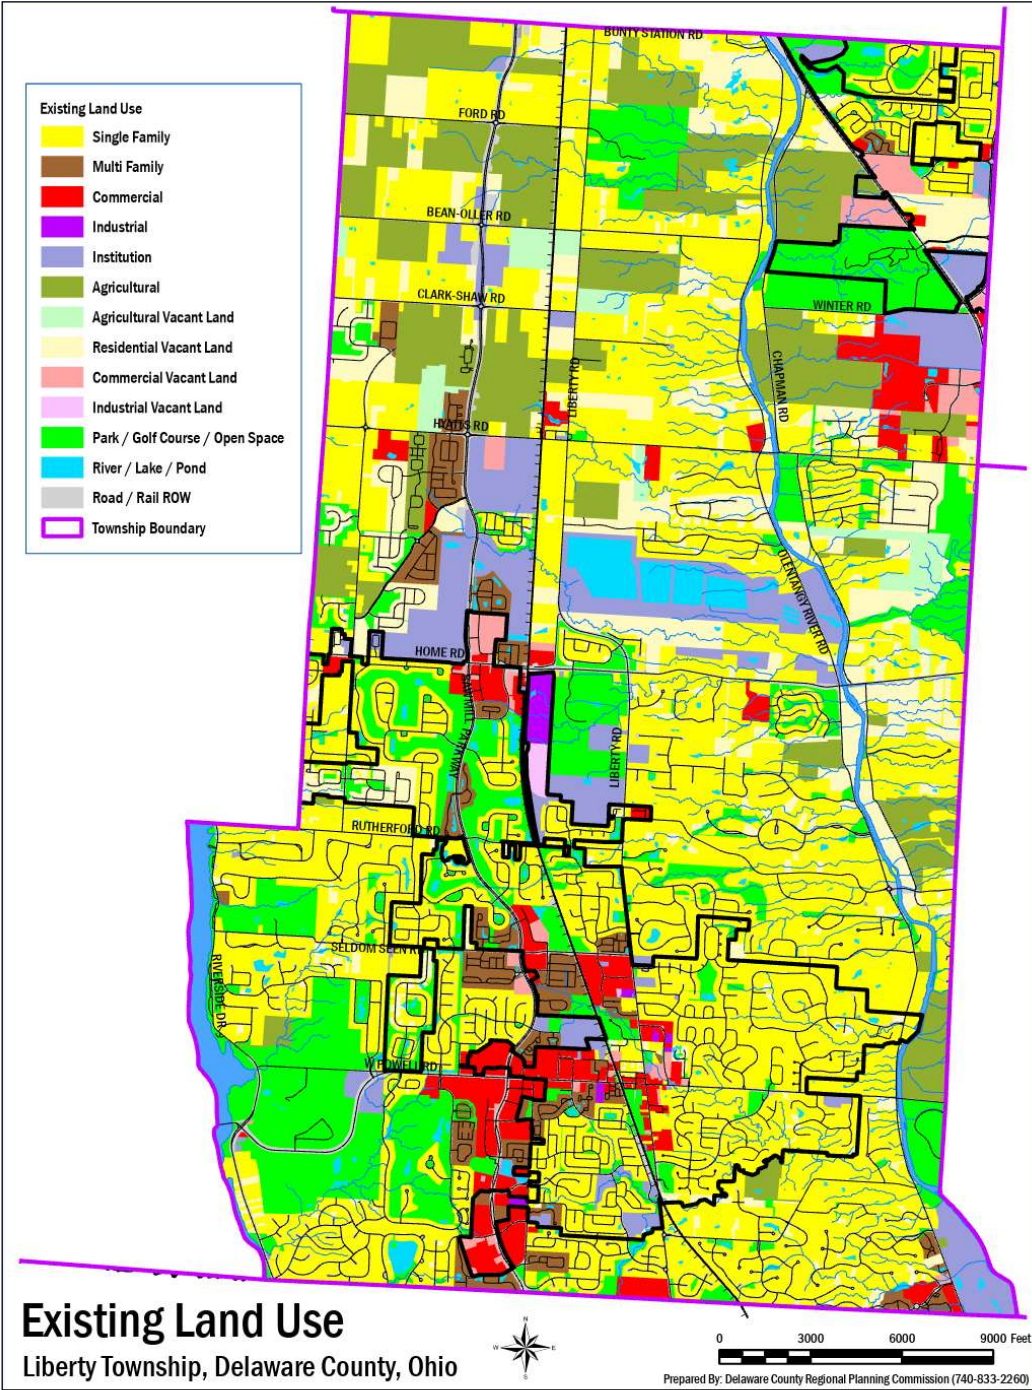 BUNTY STATION RD
Existing Land Use
Single Family
Multi Family
Commercial
Industrial
Institution
Agricultural
Agricultural Vacant Land
Residential Vacant Land
Commercial Vacant Land
Industrial Vacant Land
Park / Golf Course / Open Space
River / Lake / Pond
Road / Rail ROW
Township Boundary
FORD RD
BEAN-OLLER RD
CLARK-SHAW RD
WINTER RD
LIBERTY RD
CHAPMAN RD
HYATTS RD
OLENTANGY RIVER RD
HOME RD
SAWMILL PARKWAY
LIBERTY RD
RUTHERFORD RD
SELDOM SEEN RD
RIVERSIDE DR
W POWELL RD
Existing Land Use
Liberty Township, Delaware County, Ohio
N
W E
S
0 3000 6000 9000 Feet
Prepared By: Delaware County Regional Planning Commission (740-833-2260)